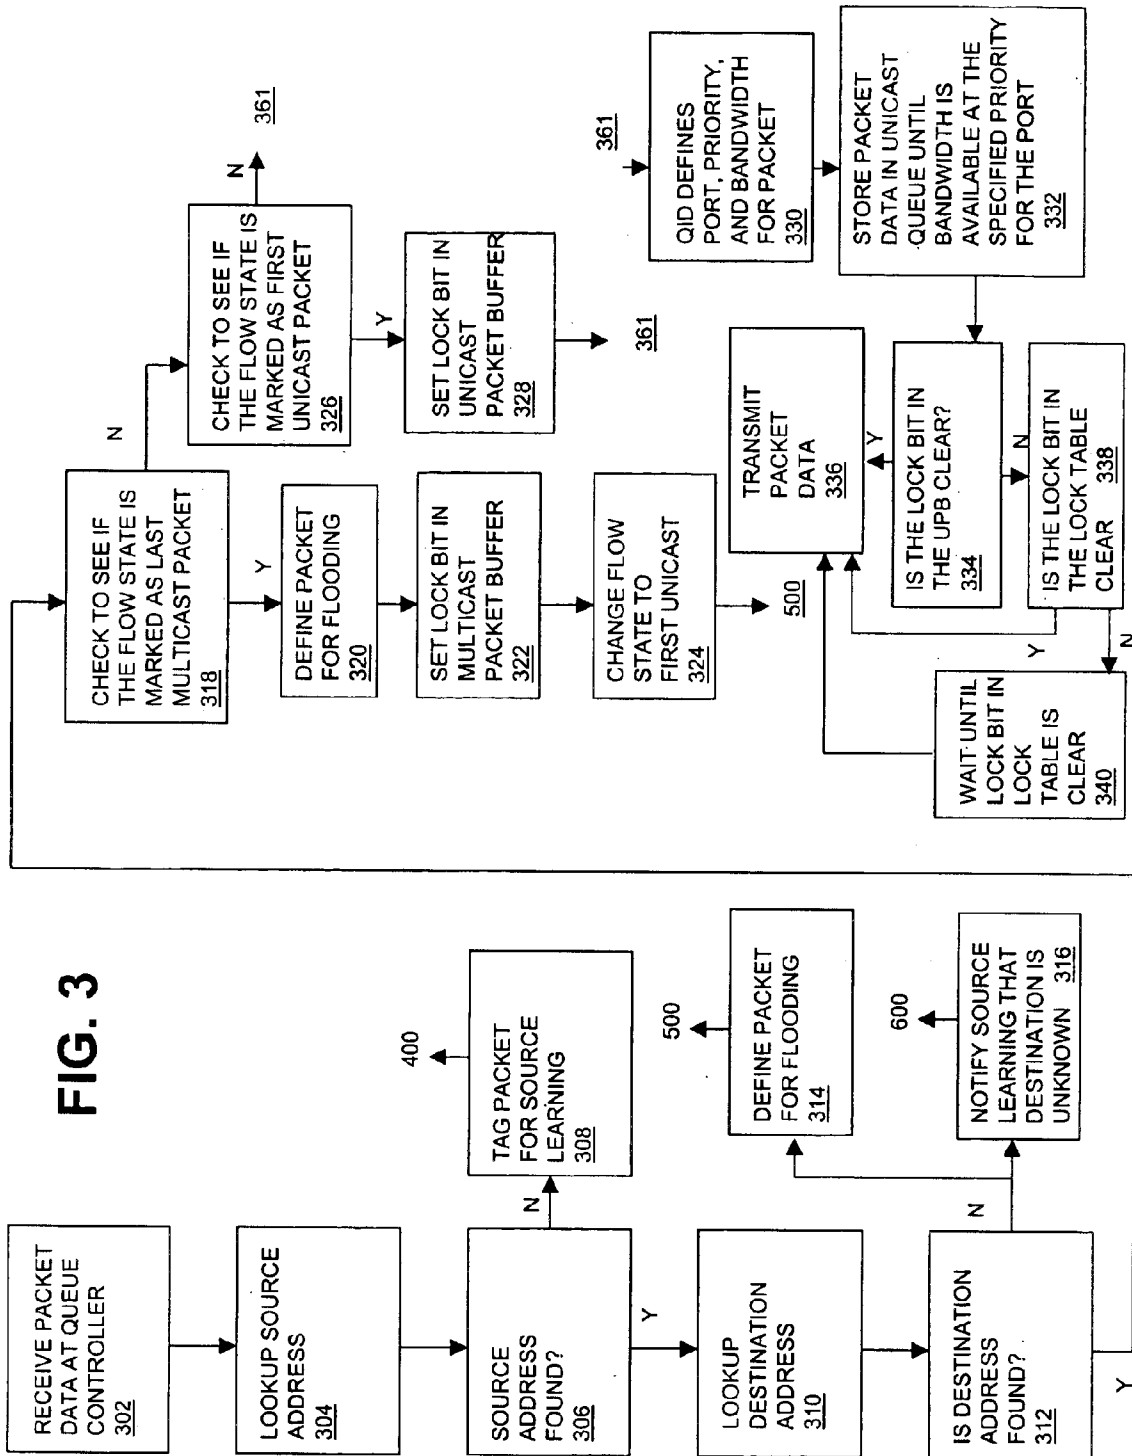 FIG. 3
RECEIVE PACKET
DATA AT QUEUE
CONTROLLER
302
LOOKUP SOURCE
ADDRESS
304
SOURCE
ADDRESS
FOUND?
306
N
TAG PACKET
FOR SOURCE
LEARNING
308
400
Y
LOOKUP
DESTINATION
ADDRESS
310
IS DESTINATION
ADDRESS
FOUND?
312
N
DEFINE PACKET
FOR FLOODING
314
500
NOTIFY SOURCE
LEARNING THAT
DESTINATION IS
UNKNOWN 316
600
Y
CHECK TO SEE IF
THE FLOW STATE IS
MARKED AS LAST
MULTICAST PACKET
318
N
Y
DEFINE PACKET
FOR FLOODING
320
SET LOCK BIT IN
MULTICAST
PACKET BUFFER
322
CHANGE FLOW
STATE TO
FIRST UNICAST
324
500
CHECK TO SEE IF
THE FLOW STATE IS
MARKED AS FIRST
UNICAST PACKET
326
N
361
Y
SET LOCK BIT IN
UNICAST
PACKET BUFFER
328
361
361
QID DEFINES
PORT, PRIORITY,
AND BANDWIDTH
FOR PACKET
330
STORE PACKET
DATA IN UNICAST
QUEUE UNTIL
BANDWIDTH IS
AVAILABLE AT THE
SPECIFIED PRIORITY
FOR THE PORT
332
IS THE LOCK BIT IN
THE UPB CLEAR?
334
Y
TRANSMIT
PACKET
DATA
336
N
IS THE LOCK BIT IN
THE LOCK TABLE
CLEAR 338
Y
N
WAIT UNTIL
LOCK BIT IN
LOCK
TABLE IS
CLEAR
340